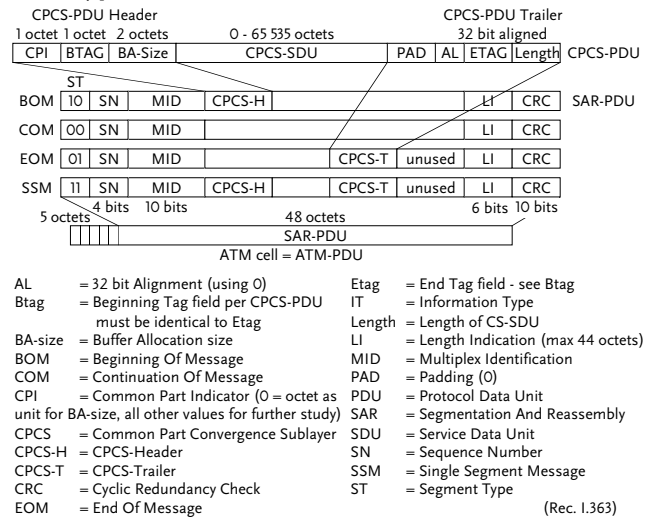 CPCS-PDU Header CPCS-PDU Trailer
1 octet 1 octet 2 octets 0 - 65 535 octets 32 bit aligned
CPI BTAG BA-Size CPCS-SDU PAD AL ETAG Length CPCS-PDU
ST
BOM 10 SN MID CPCS-H LI CRC SAR-PDU
COM 00 SN MID LI CRC
EOM 01 SN MID CPCS-T unused LI CRC
SSM 11 SN MID CPCS-H CPCS-T unused LI CRC
4 bits 10 bits 6 bits 10 bits
5 octets 48 octets
SAR-PDU
ATM cell = ATM-PDU
AL = 32 bit Alignment (using 0)
Btag = Beginning Tag field per CPCS-PDU
must be identical to Etag
BA-size = Buffer Allocation size
BOM = Beginning Of Message
COM = Continuation Of Message
CPI = Common Part Indicator (0 = octet as
unit for BA-size, all other values for further study)
CPCS = Common Part Convergence Sublayer
CPCS-H = CPCS-Header
CPCS-T = CPCS-Trailer
CRC = Cyclic Redundancy Check
EOM = End Of Message
Etag = End Tag field - see Btag
IT = Information Type
Length = Length of CS-SDU
LI = Length Indication (max 44 octets)
MID = Multiplex Identification
PAD = Padding (0)
PDU = Protocol Data Unit
SAR = Segmentation And Reassembly
SDU = Service Data Unit
SN = Sequence Number
SSM = Single Segment Message
ST = Segment Type
(Rec. I.363)